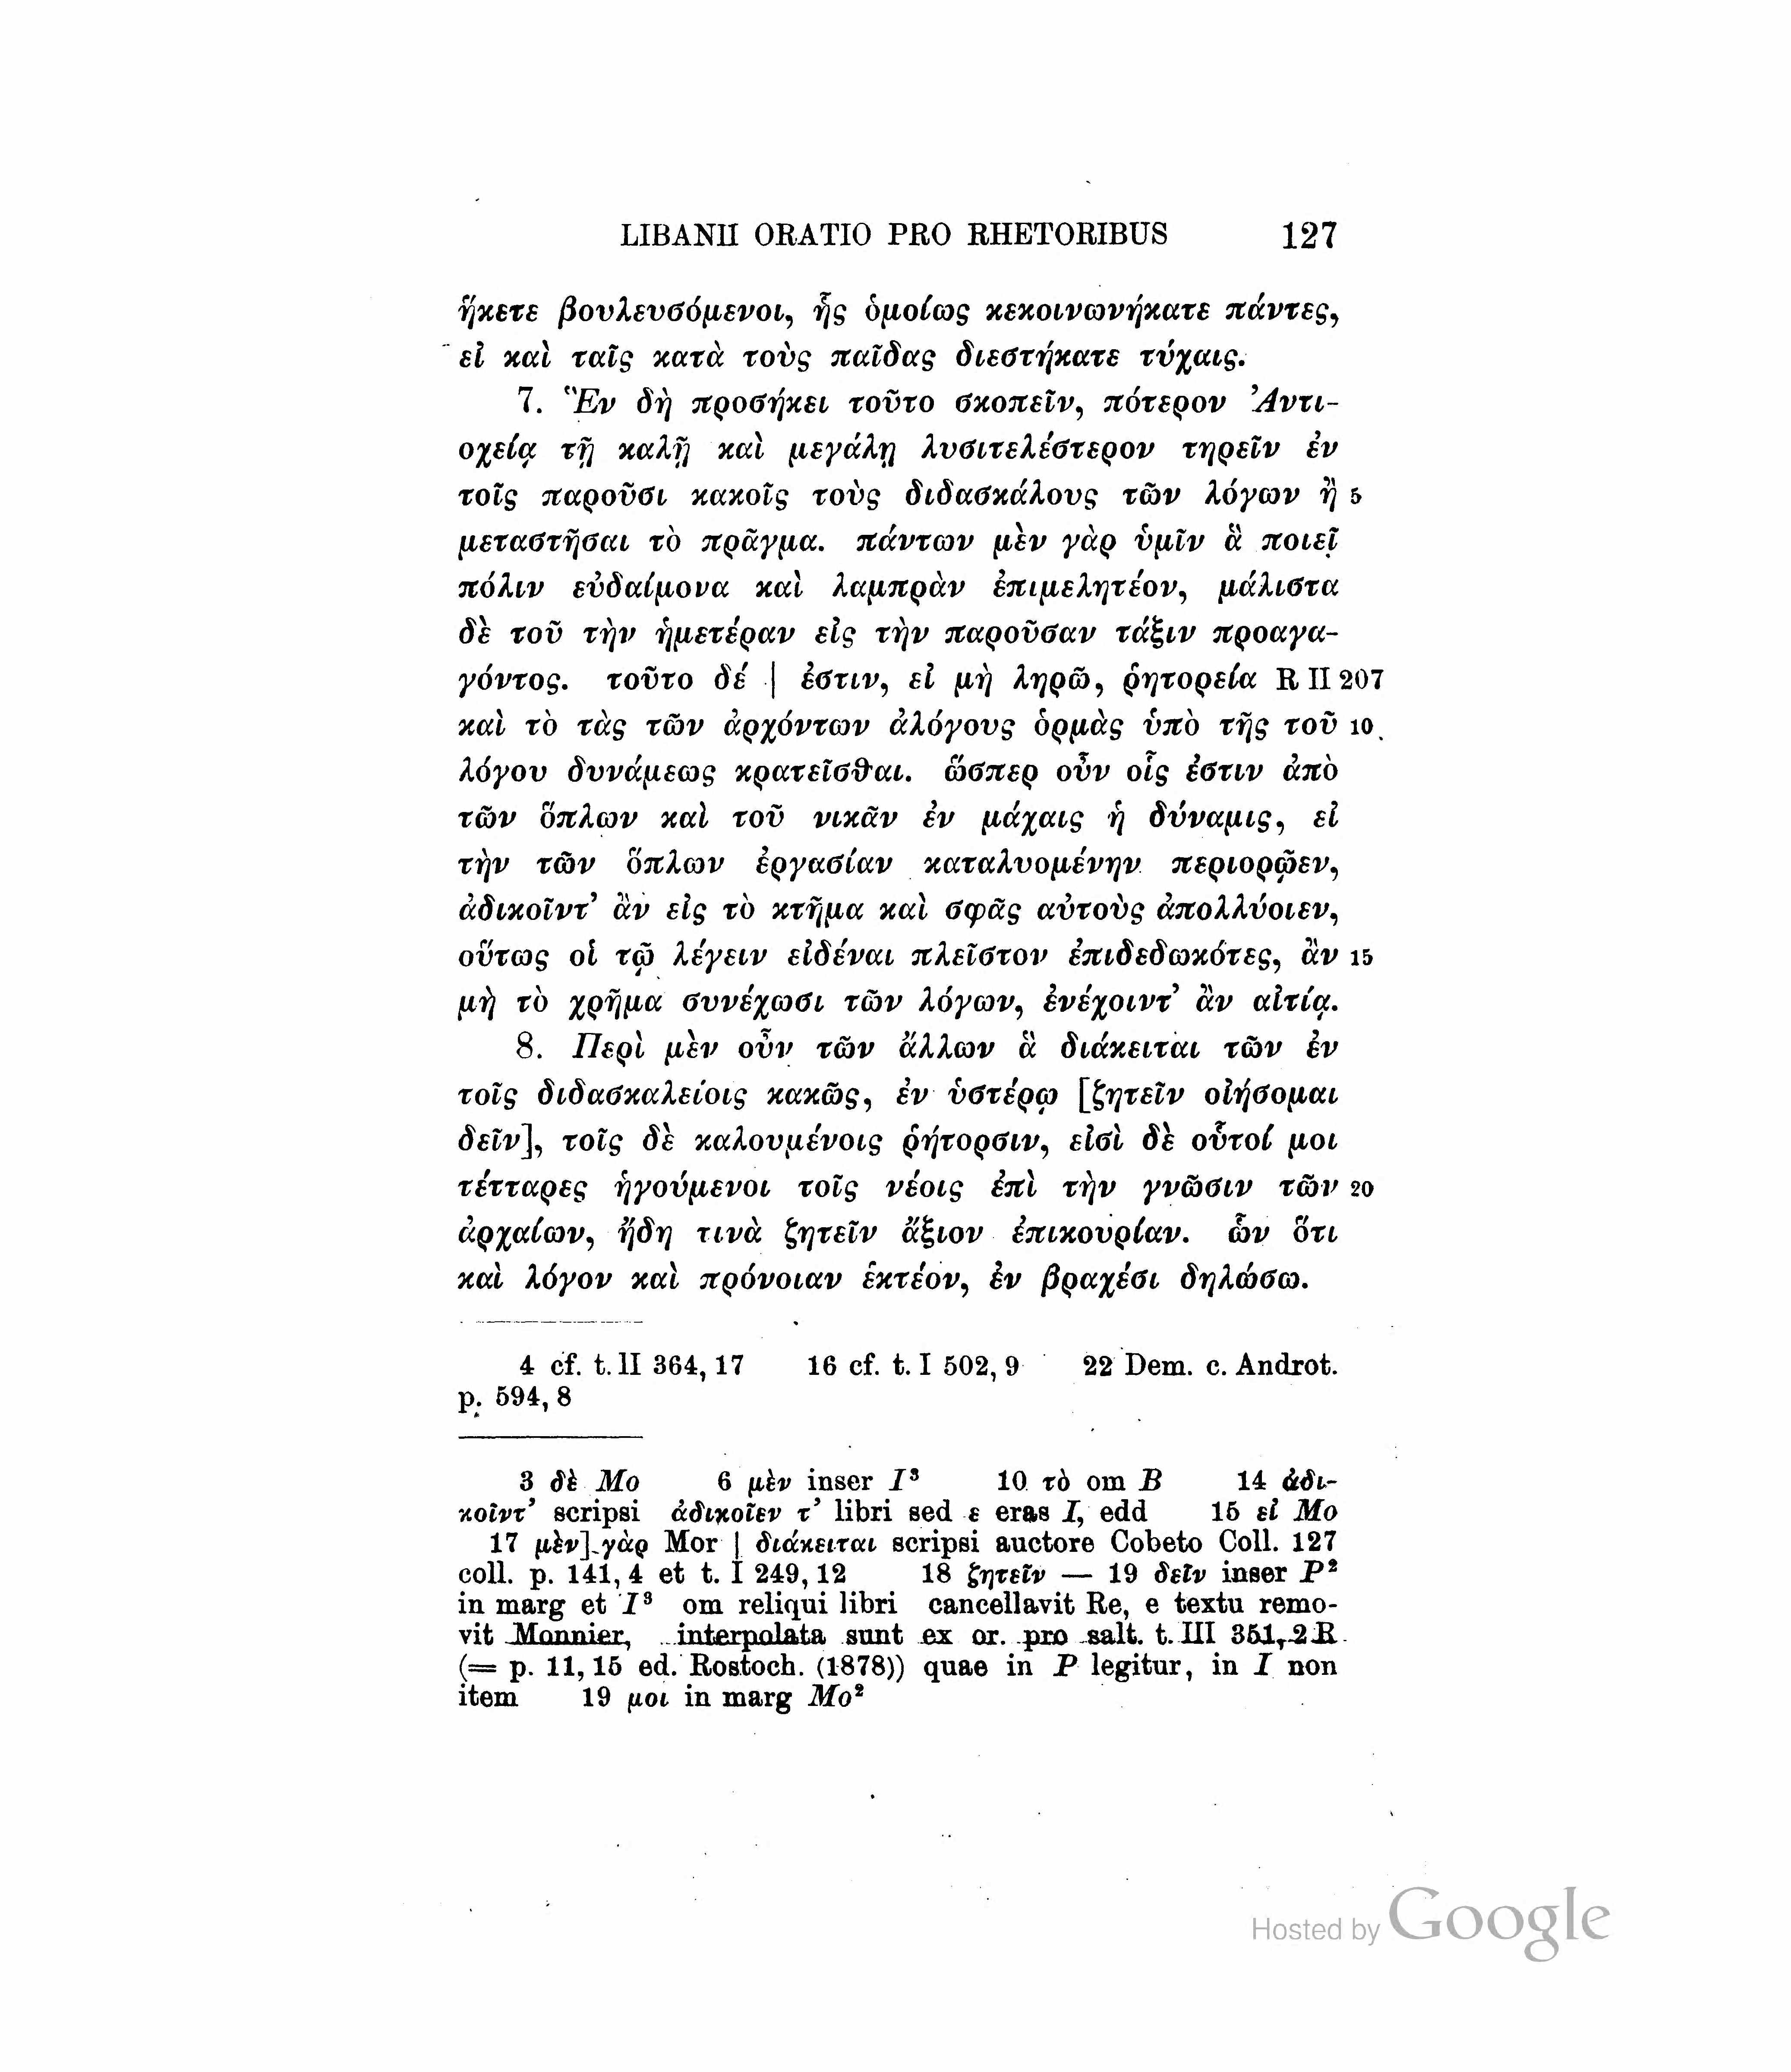 LIBANII ORATIO PRO RHETORIBUS 127
ἥκετε βουλευσόμενοι, ἧς ὁμοίως κεκοινωνήκατε πάντες,
εἰ καὶ ταῖς κατὰ τοὺς παῖδας διεστήκατε τύχαις.
7. Ἓν δὴ προσήκει τοῦτο σκοπεῖν, πότερον Ἀντι-
οχείᾳ τῇ καλῇ καὶ μεγάλῃ λυσιτελέστερον τηρεῖν ἐν
τοῖς παροῦσι κακοῖς τοὺς διδασκάλους τῶν λόγων ἢ 5
μεταστῆσαι τὸ πρᾶγμα. πάντων μὲν γὰρ ὑμῖν ἃ ποιεῖ
πόλιν εὐδαίμονα καὶ λαμπρὰν ἐπιμελητέον, μάλιστα
δὲ τοῦ τὴν ἡμετέραν εἰς τὴν παροῦσαν τάξιν προαγα-
γόντος. τοῦτο δέ | ἐστιν, εἰ μὴ ληρῶ, ῥητορεία R II 207
καὶ τὸ τὰς τῶν ἀρχόντων ἀλόγους ὁρμὰς ὑπὸ τῆς τοῦ 10
λόγου δυνάμεως κρατεῖσθαι. ὥσπερ οὖν οἷς ἐστιν ἀπὸ
τῶν ὅπλων καὶ τοῦ νικᾶν ἐν μάχαις ἡ δύναμις, εἰ
τὴν τῶν ὅπλων ἐργασίαν καταλυομένην περιορῷεν,
ἀδικοῖντ’ ἂν εἰς τὸ κτῆμα καὶ σφᾶς αὐτοὺς ἀπολλύοιεν,
οὕτως οἱ τῷ λέγειν εἰδέναι πλεῖστον ἐπιδεδωκότες, ἂν 15
μὴ τὸ χρῆμα συνέχωσι τῶν λόγων, ἐνέχοιντ’ ἂν αἰτίᾳ.
8. Περὶ μὲν οὖν τῶν ἄλλων ἃ διάκειται τῶν ἐν
τοῖς διδασκαλείοις κακῶς, ἐν ὑστέρῳ [ζητεῖν οἰήσομαι
δεῖν], τοῖς δὲ καλουμένοις ῥήτορσιν, εἰσὶ δὲ οὗτοί μοι
τέτταρες ἡγούμενοι τοῖς νέοις ἐπὶ τὴν γνῶσιν τῶν 20
ἀρχαίων, ἤδη τινὰ ζητεῖν ἄξιον ἐπικουρίαν. ὧν ὅτι
καὶ λόγον καὶ πρόνοιαν ἑκτέον, ἐν βραχέσι δηλώσω.
4 cf. t. II 364, 17 16 cf. t. I 502, 9 22 Dem. c. Androt.
p. 594, 8
3 δὲ Mo 6 μὲν inser I³ 10 τὸ om B 14 ἀδι-
κοῖντ’ scripsi ἀδικοῖεν τ’ libri sed ε eras I, edd 15 εἰ Mo
17 μὲν] γὰρ Mor | διάκειται scripsi auctore Cobeto Coll. 127
coll. p. 141, 4 et t. I 249, 12 18 ζητεῖν — 19 δεῖν inser P²
in marg et I³ om reliqui libri cancellavit Re, e textu remo-
vit Monnier, interpolata sunt ex or. pro salt. t. III 351, 2 R
(= p. 11, 15 ed. Rostoch. (1878)) quae in P legitur, in I non
item 19 μοι in marg Mo²
Hosted by Google